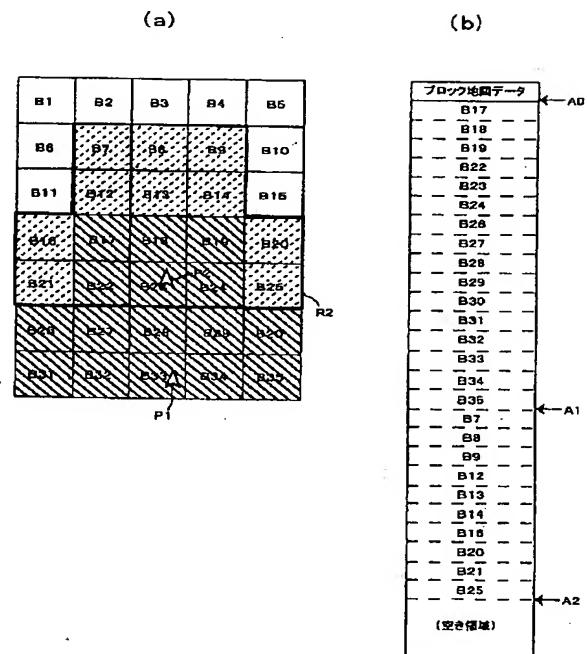 (a)
B1 B2 B3 B4 B5
B6 B7 B8 B9 B10
B11 B12 B13 B14 B15
B16 B17 B18 B19 B20
B21 B22 B23 P2 B24 B25
R2
B26 B27 B28 B29 B30
B31 B32 B33 B34 B35
P1
(b)
ブロック地図データ
A0
B17
B18
B19
B22
B23
B24
B26
B27
B28
B29
B30
B31
B32
B33
B34
B35
A1
B7
B8
B9
B12
B13
B14
B16
B20
B21
B25
A2
(空き領域)